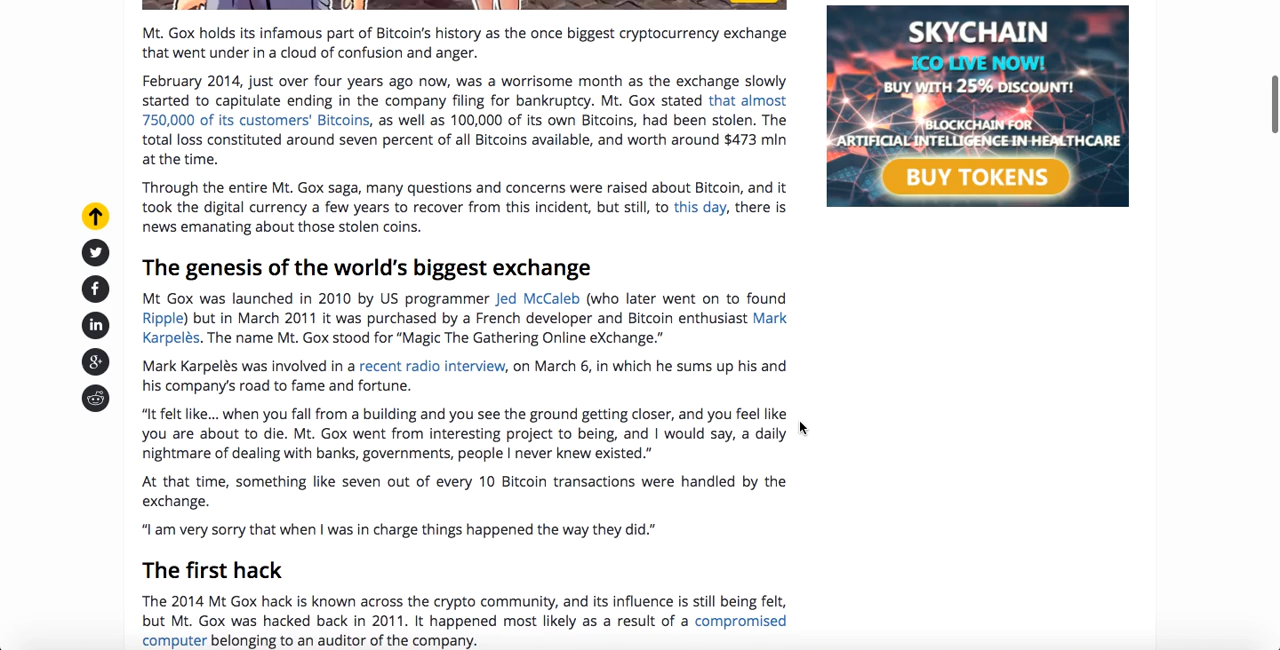 Mt. Gox holds its infamous part of Bitcoin’s history as the once biggest cryptocurrency exchange
that went under in a cloud of confusion and anger.
February 2014, just over four years ago now, was a worrisome month as the exchange slowly
started to capitulate ending in the company filing for bankruptcy. Mt. Gox stated that almost
750,000 of its customers' Bitcoins, as well as 100,000 of its own Bitcoins, had been stolen. The
total loss constituted around seven percent of all Bitcoins available, and worth around $473 mln
at the time.
Through the entire Mt. Gox saga, many questions and concerns were raised about Bitcoin, and it
took the digital currency a few years to recover from this incident, but still, to this day, there is
news emanating about those stolen coins.
The genesis of the world’s biggest exchange
Mt Gox was launched in 2010 by US programmer Jed McCaleb (who later went on to found
Ripple) but in March 2011 it was purchased by a French developer and Bitcoin enthusiast Mark
Karpelès. The name Mt. Gox stood for “Magic The Gathering Online eXchange.”
Mark Karpelès was involved in a recent radio interview, on March 6, in which he sums up his and
his company’s road to fame and fortune.
“It felt like... when you fall from a building and you see the ground getting closer, and you feel like
you are about to die. Mt. Gox went from interesting project to being, and I would say, a daily
nightmare of dealing with banks, governments, people I never knew existed.”
At that time, something like seven out of every 10 Bitcoin transactions were handled by the
exchange.
“I am very sorry that when I was in charge things happened the way they did.”
The first hack
The 2014 Mt Gox hack is known across the crypto community, and its influence is still being felt,
but Mt. Gox was hacked back in 2011. It happened most likely as a result of a compromised
computer belonging to an auditor of the company.
SKYCHAIN
ICO LIVE NOW!
BUY WITH 25% DISCOUNT!
BLOCKCHAIN FOR
ARTIFICIAL INTELLIGENCE IN HEALTHCARE
BUY TOKENS